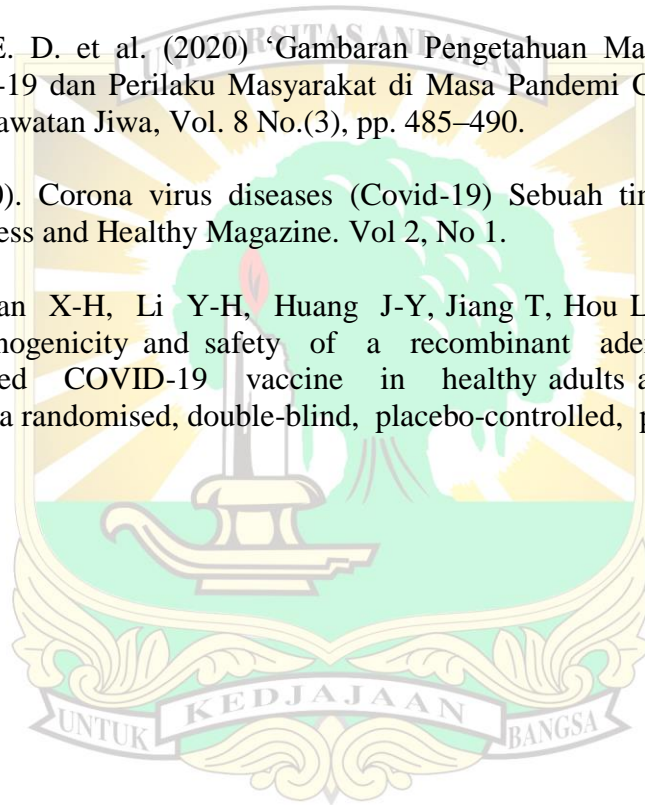 UNIVERSITAS ANDALAS
E. D. et al. (2020) ‘Gambaran Pengetahuan Ma
-19 dan Perilaku Masyarakat di Masa Pandemi C
awatan Jiwa, Vol. 8 No.(3), pp. 485–490.
0). Corona virus diseases (Covid-19) Sebuah tin
ess and Healthy Magazine. Vol 2, No 1.
an X-H, Li Y-H, Huang J-Y, Jiang T, Hou L
nogenicity and safety of a recombinant ade
ed COVID-19 vaccine in healthy adults a
a randomised, double-blind, placebo-controlled, p
UNTUK KEDJAJAAN BANGSA